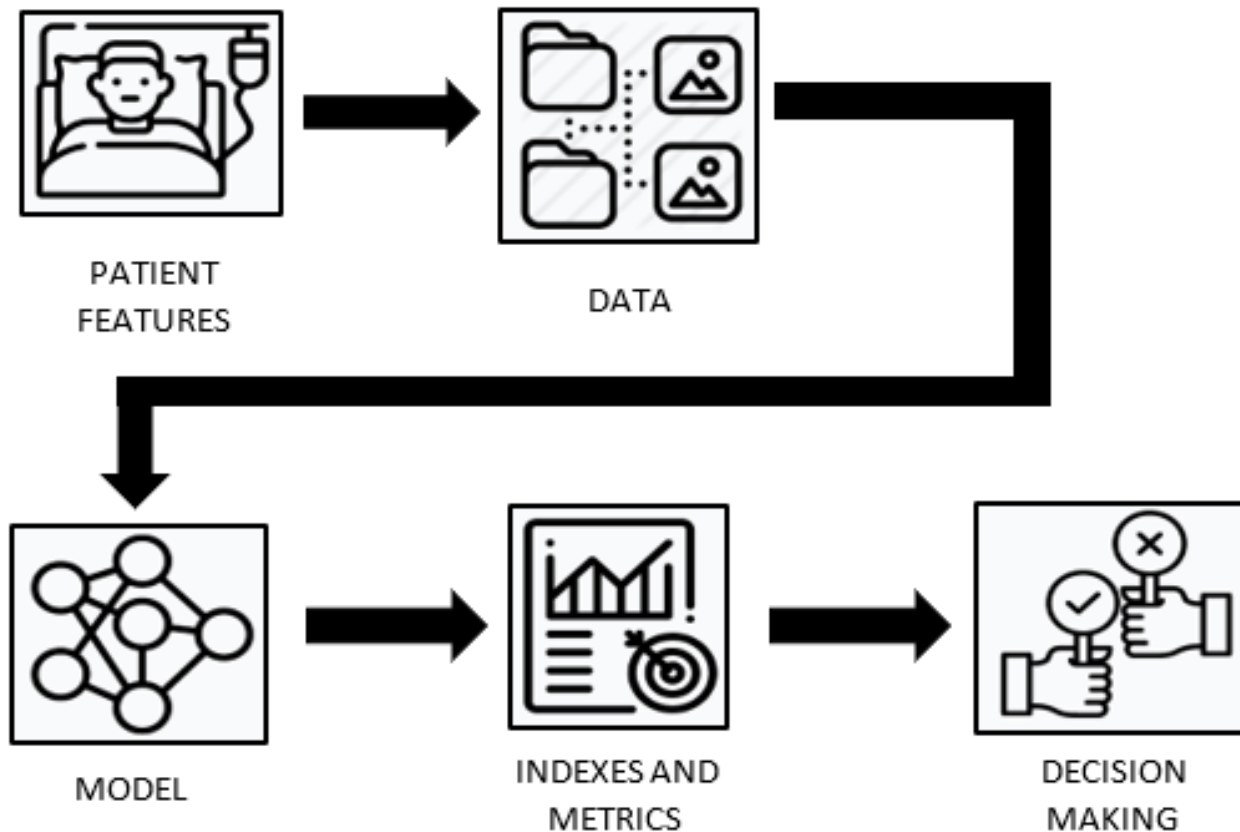 PATIENT
FEATURES
DATA
MODEL
INDEXES AND
METRICS
DECISION
MAKING